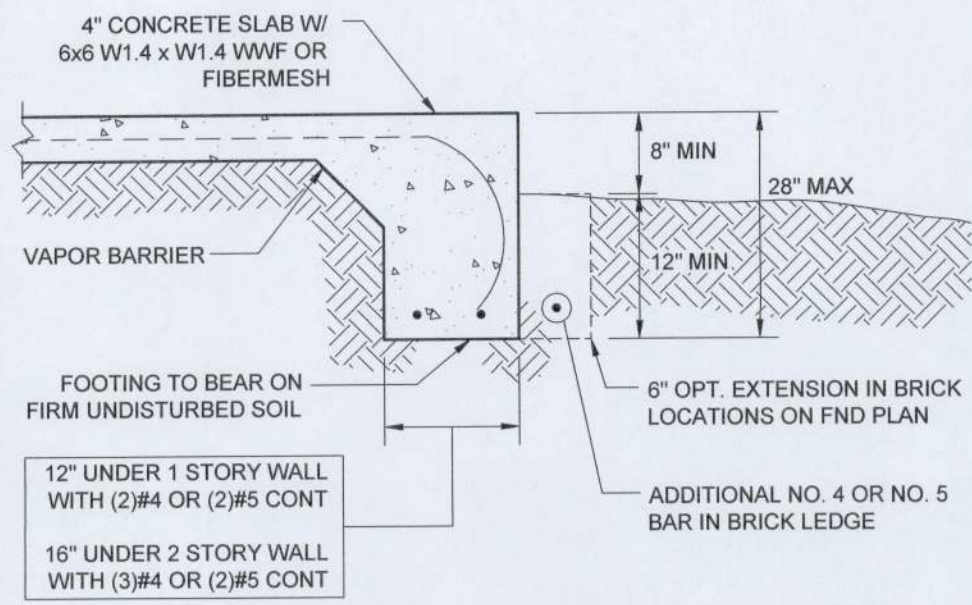 4" CONCRETE SLAB W/
6x6 W1.4 x W1.4 WWF OR
FIBERMESH
8" MIN
28" MAX
12" MIN
VAPOR BARRIER
FOOTING TO BEAR ON
FIRM UNDISTURBED SOIL
6" OPT. EXTENSION IN BRICK
LOCATIONS ON FND PLAN
12" UNDER 1 STORY WALL
WITH (2)#4 OR (2)#5 CONT
16" UNDER 2 STORY WALL
WITH (3)#4 OR (2)#5 CONT
ADDITIONAL NO. 4 OR NO. 5
BAR IN BRICK LEDGE